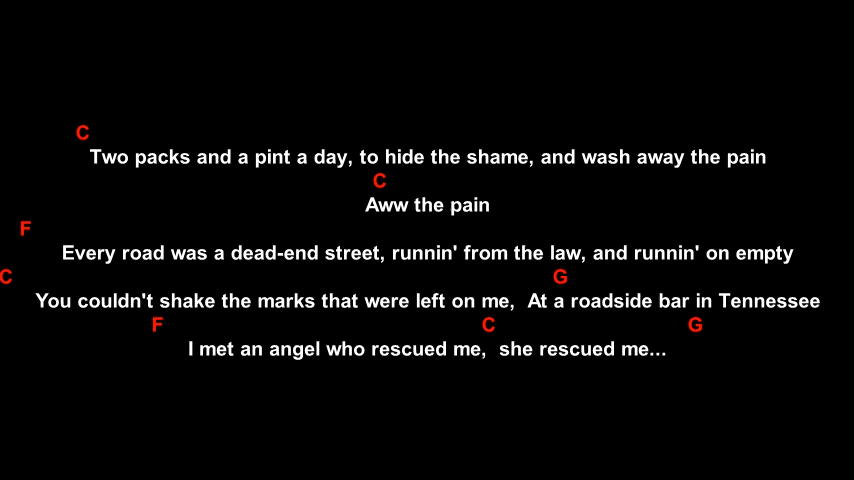 C
Two packs and a pint a day, to hide the shame, and wash away the pain
C
Aww the pain
F
Every road was a dead-end street, runnin' from the law, and runnin' on empty
C G
You couldn't shake the marks that were left on me,  At a roadside bar in Tennessee
F C G
I met an angel who rescued me,  she rescued me...